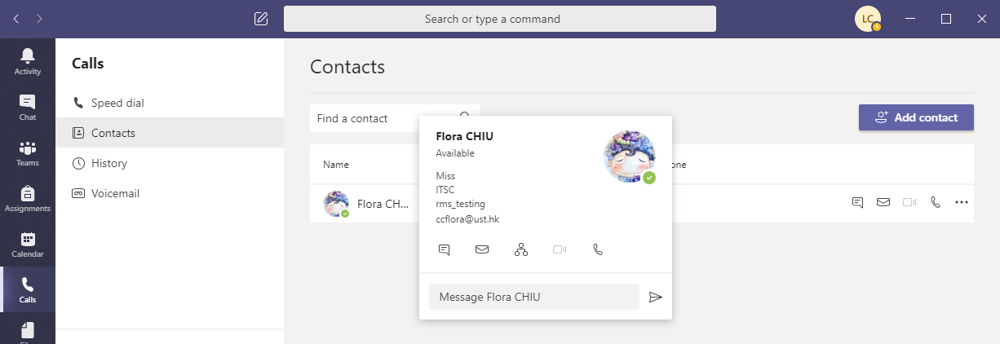 Search or type a command
LC
Activity
Chat
Teams
Assignments
Calendar
Calls
Calls
Speed dial
Contacts
History
Voicemail
Contacts
Find a contact
Add contact
Name
one
Flora CH...
Flora CHIU
Available
Miss
ITSC
rms_testing
ccflora@ust.hk
Message Flora CHIU